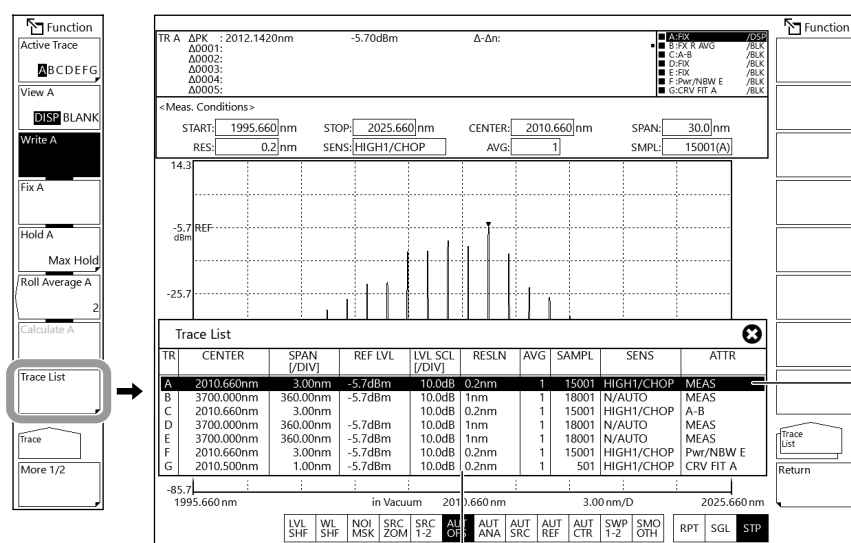 Function
Active Trace
ABCDEFG
View A
DISP BLANK
Write A
Fix A
Hold A
Max Hold
Roll Average A
2
Calculate A
Trace List
Trace
More 1/2
TR A ΔPK : 2012.1420nm -5.70dBm Δ-Δn:
Δ0001:
Δ0002:
Δ0003:
Δ0004:
Δ0005:
A:FIX /DSP
B:FX R AVG /BLK
C:A-B /BLK
D:FIX /BLK
E:FIX /BLK
F:Pwr/NBW E /BLK
G:CRV FIT A /BLK
<Meas. Conditions>
START: 1995.660 nm STOP: 2025.660 nm CENTER: 2010.660 nm SPAN: 30.0 nm
RES: 0.2 nm SENS: HIGH1/CHOP AVG: 1 SMPL: 15001(A)
14.3
-5.7 REF
dBm
-25.7
Trace List
TR CENTER SPAN [/DIV] REF LVL LVL SCL [/DIV] RESLN AVG SAMPL SENS ATTR
A 2010.660nm 3.00nm -5.7dBm 10.0dB 0.2nm 1 15001 HIGH1/CHOP MEAS
B 3700.000nm 360.00nm -5.7dBm 10.0dB 1nm 1 18001 N/AUTO MEAS
C 2010.660nm 3.00nm 10.0dB 0.2nm 1 15001 HIGH1/CHOP A-B
D 3700.000nm 360.00nm -5.7dBm 10.0dB 1nm 1 18001 N/AUTO MEAS
E 3700.000nm 360.00nm -5.7dBm 10.0dB 1nm 1 18001 N/AUTO MEAS
F 2010.660nm 3.00nm -5.7dBm 10.0dB 0.2nm 1 15001 HIGH1/CHOP Pwr/NBW E
G 2010.500nm 1.00nm -5.7dBm 10.0dB 0.2nm 1 501 HIGH1/CHOP CRV FIT A
-85.7
1995.660 nm in Vacuum 2010.660 nm 3.00 nm/D 2025.660 nm
LVL SHF WL SHF NOI MSK SRC ZOM SRC 1-2 AUT OFS AUT ANA AUT SRC AUT REF AUT CTR SWP 1-2 SMO OTH RPT SGL STP
Function
Trace List
Return